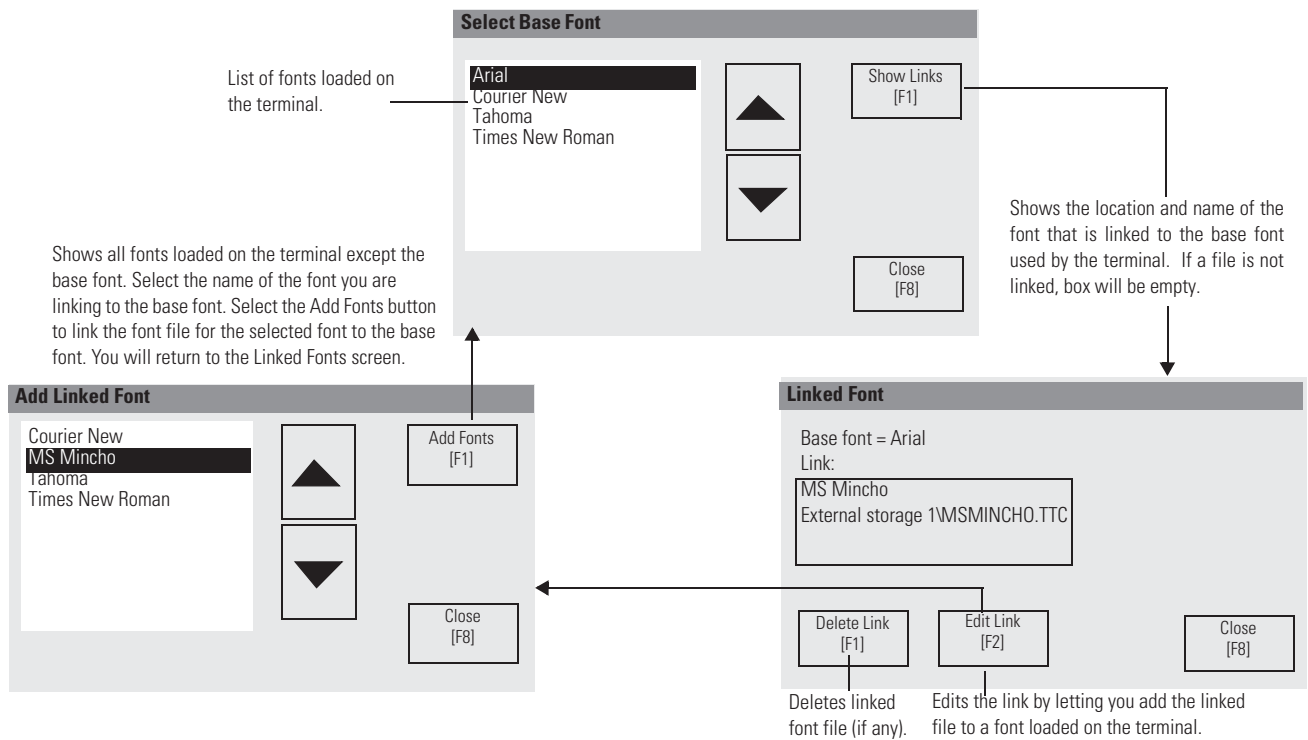 Select Base Font
List of fonts loaded on
the terminal.
Arial
Courier New
Tahoma
Times New Roman
Show Links
[F1]
Close
[F8]
Shows the location and name of the
font that is linked to the base font
used by the terminal. If a file is not
linked, box will be empty.
Shows all fonts loaded on the terminal except the
base font. Select the name of the font you are
linking to the base font. Select the Add Fonts button
to link the font file for the selected font to the base
font. You will return to the Linked Fonts screen.
Add Linked Font
Courier New
MS Mincho
Tahoma
Times New Roman
Add Fonts
[F1]
Close
[F8]
Linked Font
Base font = Arial
Link:
MS Mincho
External storage 1\MSMINCHO.TTC
Delete Link
[F1]
Edit Link
[F2]
Close
[F8]
Deletes linked
font file (if any).
Edits the link by letting you add the linked
file to a font loaded on the terminal.